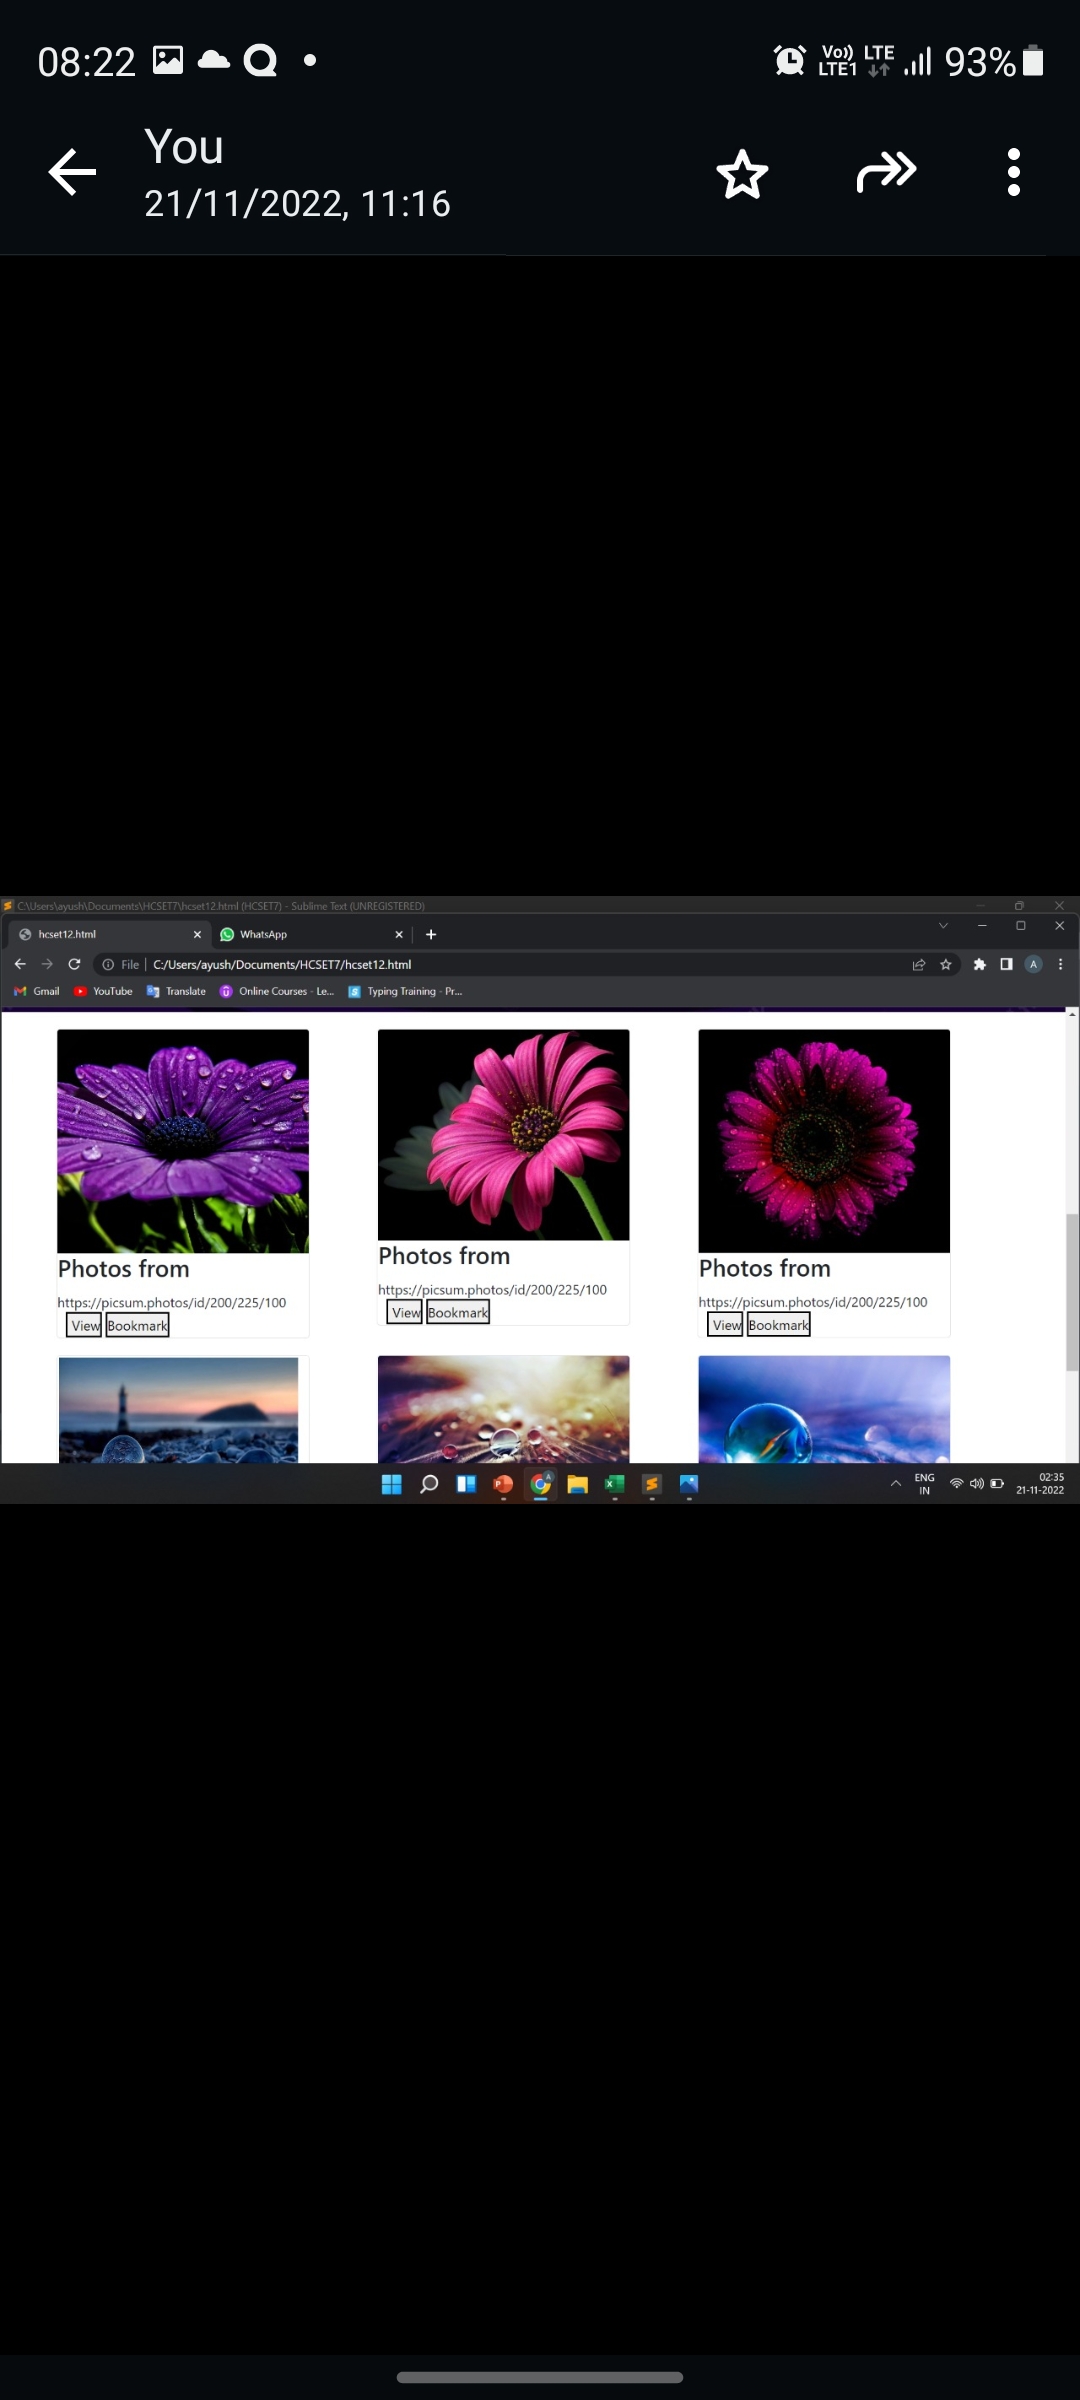 08:22 Vo)) LTE1 LTE 93%
You
21/11/2022, 11:16
C:\Users\ayush\Documents\HCSET7\hcset12.html (HCSET7) - Sublime Text (UNREGISTERED)
hcset12.html WhatsApp
File C:/Users/ayush/Documents/HCSET7/hcset12.html A
Gmail YouTube Translate Online Courses - Le... Typing Training - Pr...
Photos from
https://picsum.photos/id/200/225/100
View Bookmark
Photos from
https://picsum.photos/id/200/225/100
View Bookmark
Photos from
https://picsum.photos/id/200/225/100
View Bookmark
ENG
IN
02:35
21-11-2022